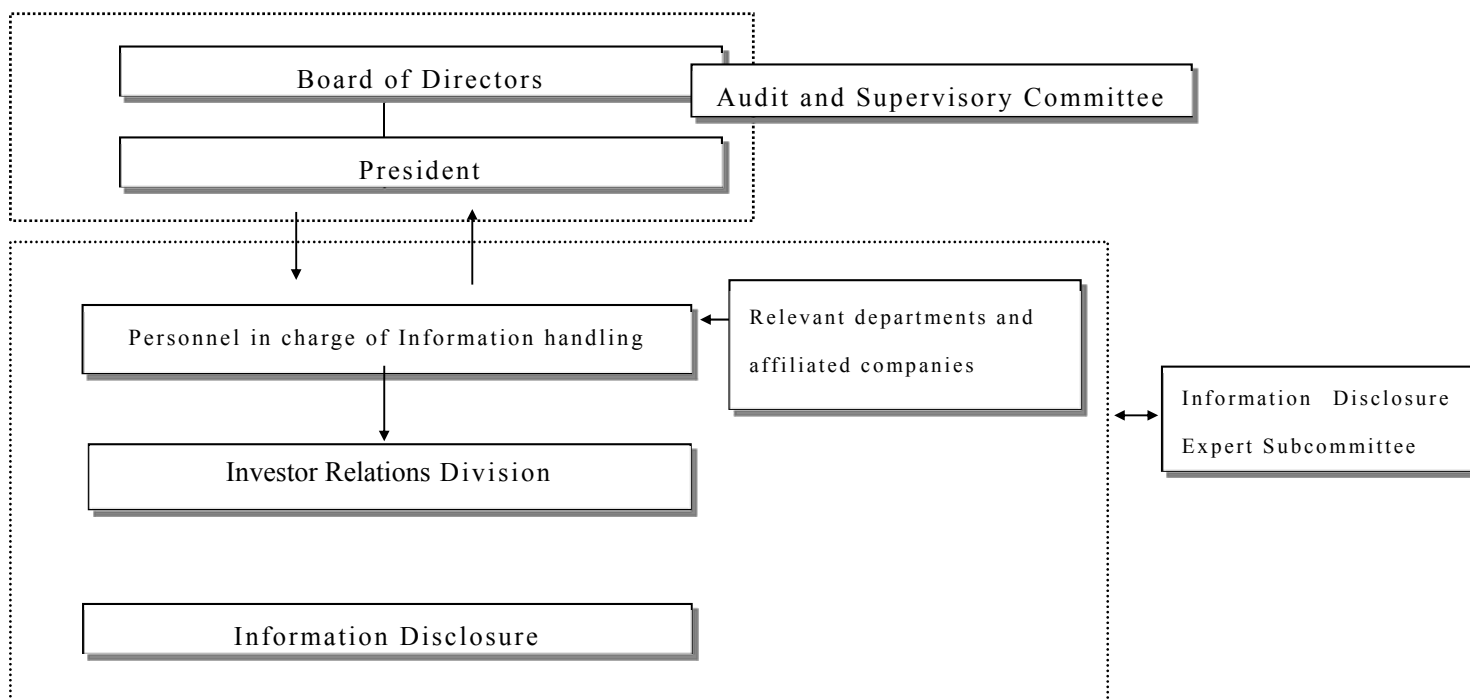 Board of Directors
Audit and Supervisory Committee
President
Personnel in charge of Information handling
Relevant departments and
affiliated companies
Information Disclosure
Expert Subcommittee
Investor Relations Division
Information Disclosure